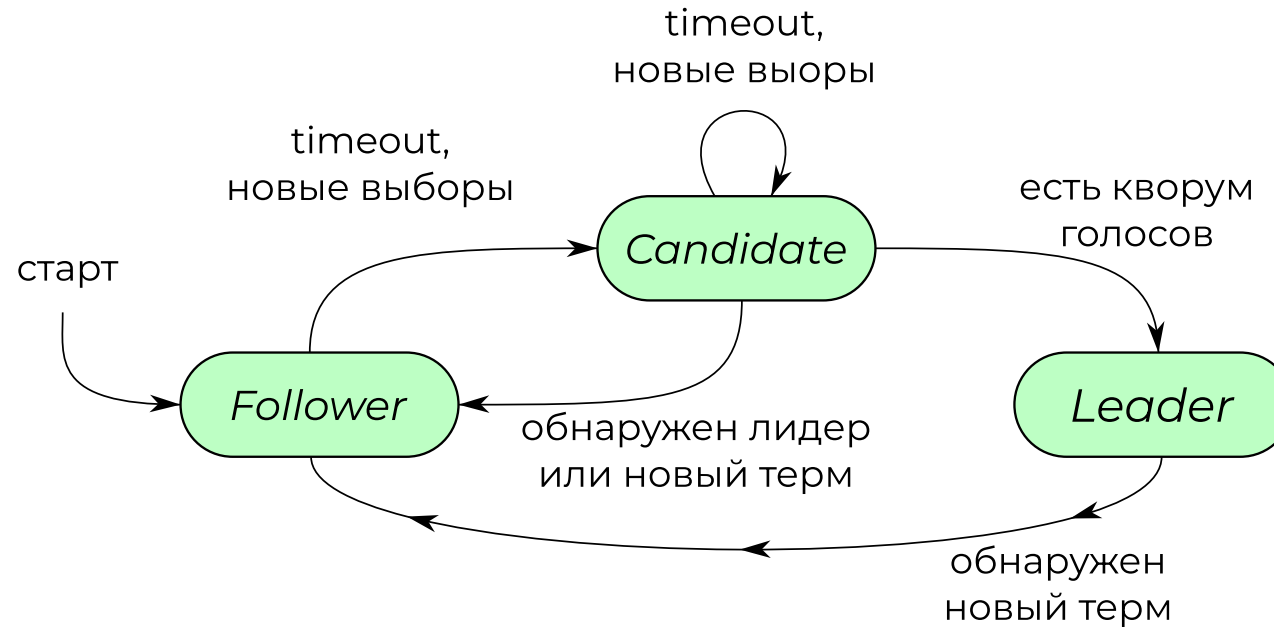 timeout,
новые выоры
timeout,
новые выборы
есть кворум
голосов
Candidate
старт
Follower
Leader
обнаружен лидер
или новый терм
обнаружен
новый терм